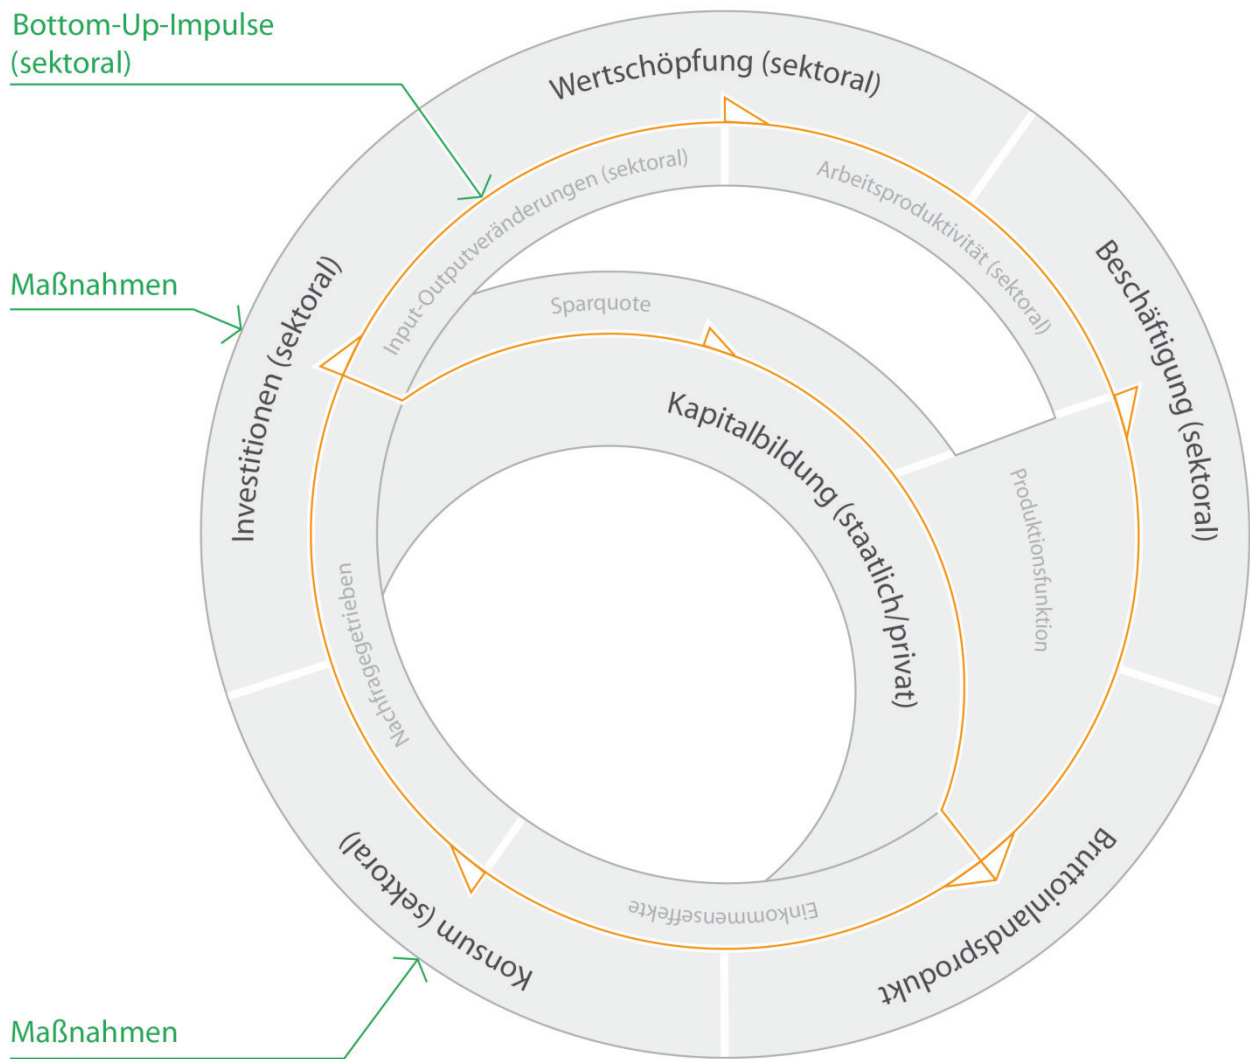 Bottom-Up-Impulse
(sektoral)
Wertschöpfung (sektoral)
Input-Outputveränderungen (sektoral)
Arbeitsproduktivität (sektoral)
Maßnahmen
Investitionen (sektoral)
Sparquote
Beschäftigung (sektoral)
Kapitalbildung (staatlich/privat)
Produktionsfunktion
Nachfragegetrieben
Konsum (sektoral)
Einkommenseffekte
Bruttoinlandsprodukt
Maßnahmen